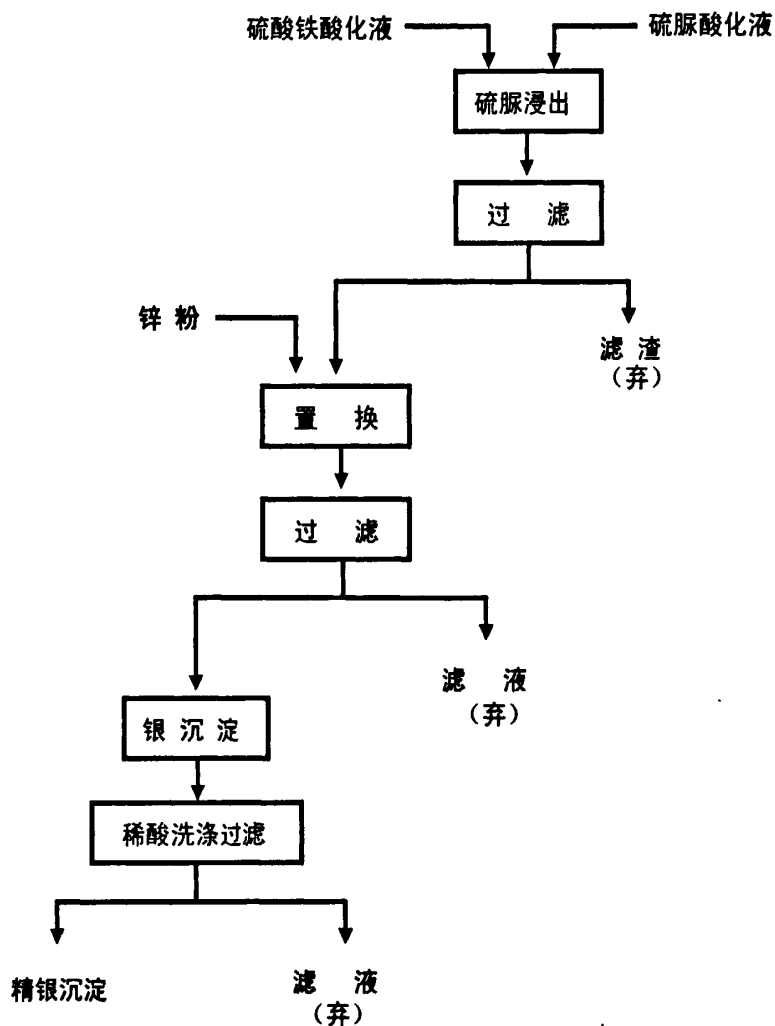 硫酸铁酸化液
硫脲酸化液
硫脲浸出
过 滤
锌 粉
滤 渣
（弃）
置 换
过 滤
滤 液
（弃）
银 沉 淀
稀酸洗涤过滤
精银沉淀
滤 液
（弃）